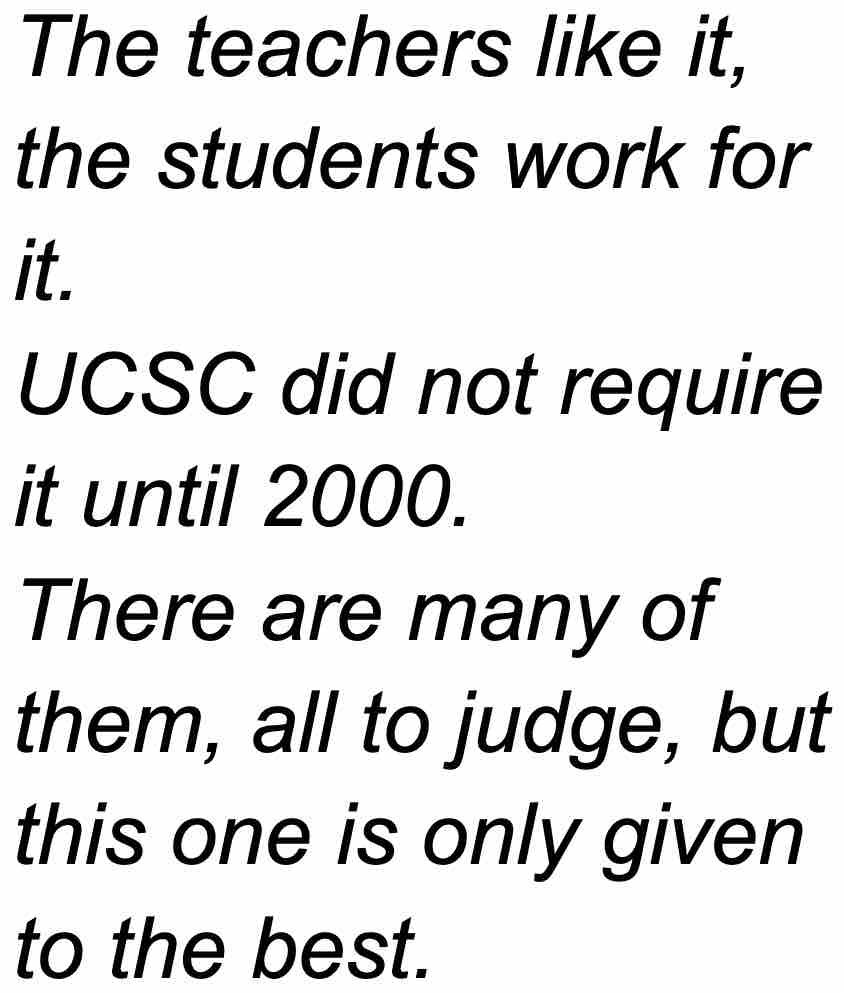 The teachers like it,
the students work for
it.
UCSC did not require
it until 2000.
There are many of
them, all to judge, but
this one is only given
to the best.